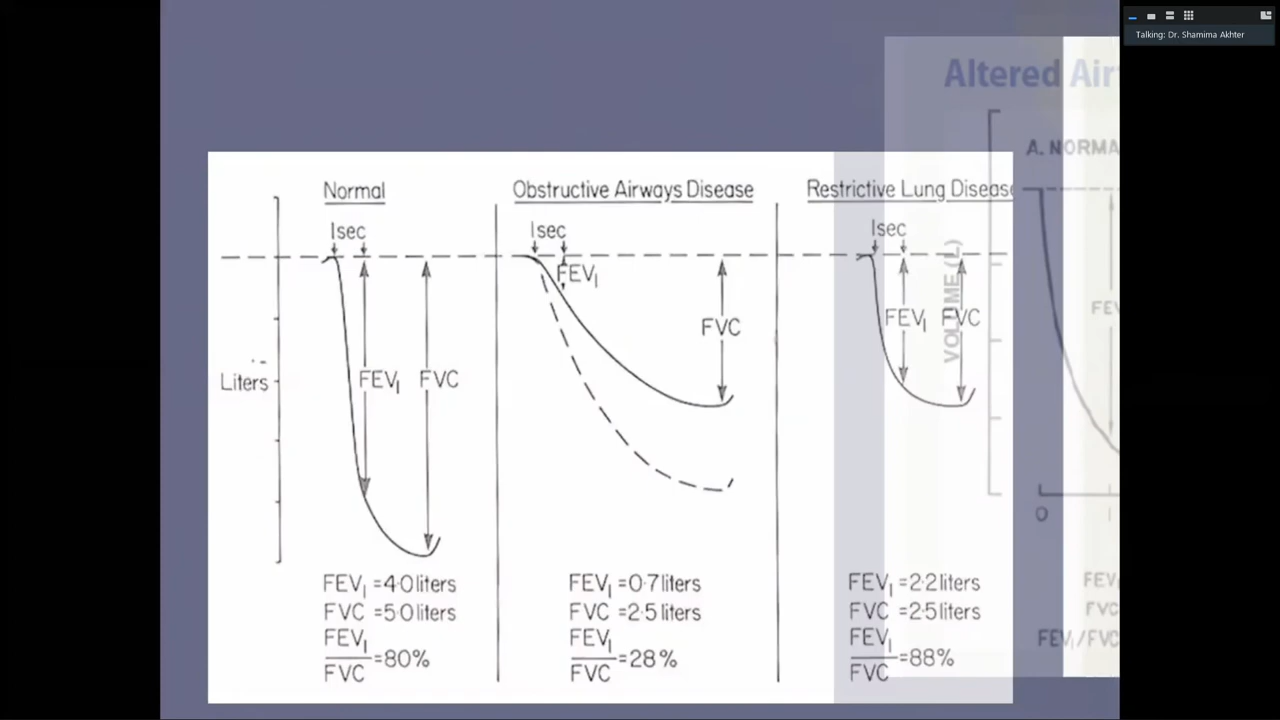 Talking: Dr. Shamima Akhter
Altered Air
A. NORMA
Normal
Obstructive Airways Disease
Restrictive Lung Disease
1sec
1sec
1sec
FEV1
FVC
FEV1
FVC
FEV1
FVC
Liters
VOLUME (L)
FEV
0
1
FEV1 =4·0 liters
FVC =5·0 liters
FEV1
FVC
=80%
FEV1 =0·7 liters
FVC =2·5 liters
FEV1
FVC
=28%
FEV1 =2·2 liters
FVC =2·5 liters
FEV1
FVC
=88%
FEV1
FVC
FEV1/FVC